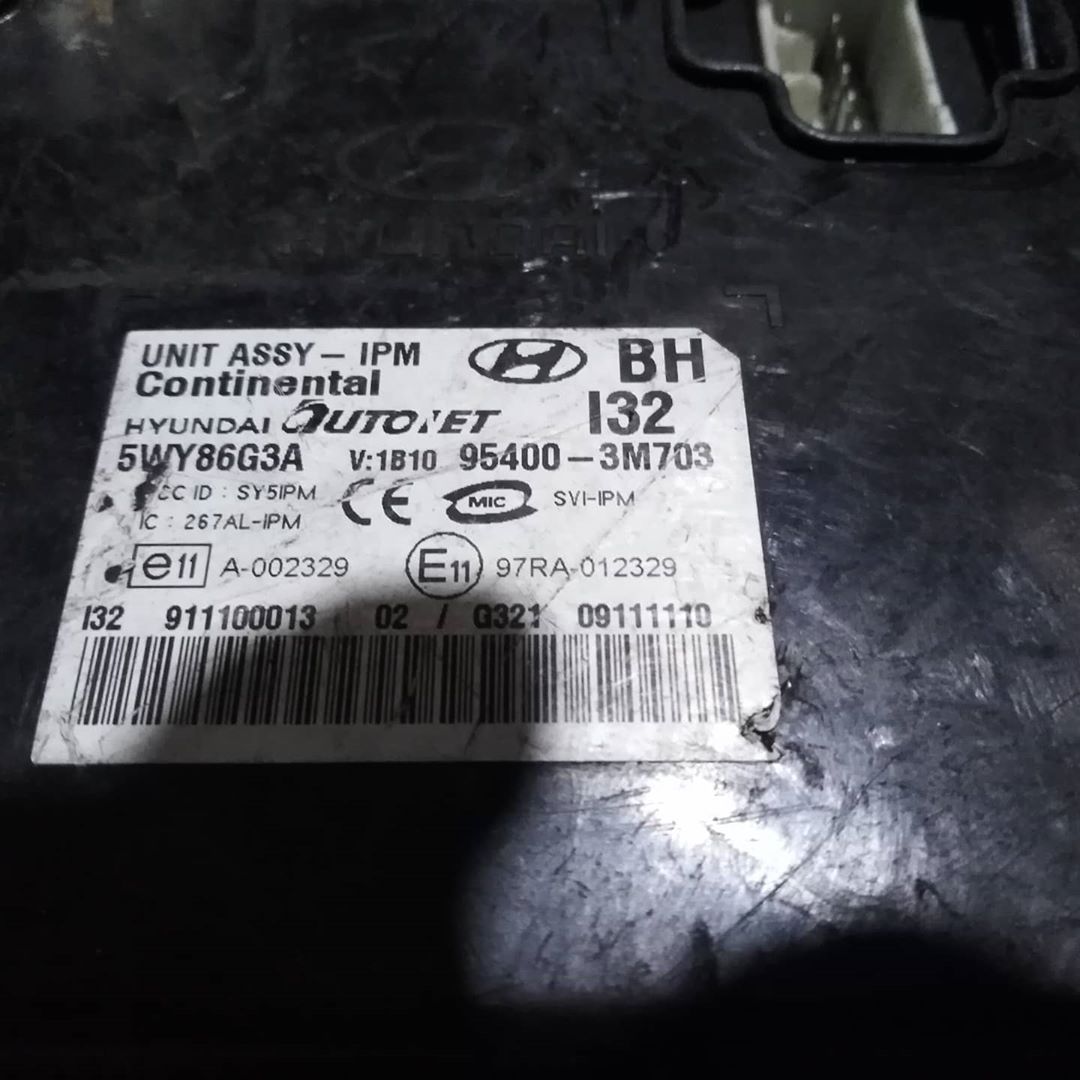 HYUNDAI
UNIT ASSY - IPM
BH
Continental
I32
HYUNDAI AUTONET
5WY86G3A V:1B10 95400-3M703
CC ID : SY5IPM CE MIC SVI-IPM
IC : 267AL-IPM
e11 A-002329 E11 97RA-012329
I32 911100013 02 / G321 09111110